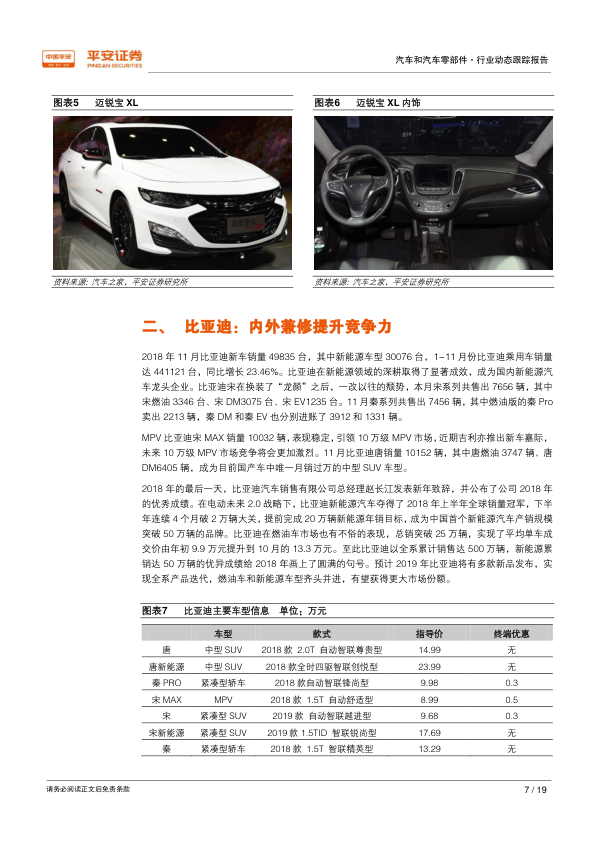 中国平安 平安证券
PINGAN SECURITIES
汽车和汽车零部件·行业动态跟踪报告
图表5 迈锐宝 XL
图表6 迈锐宝 XL 内饰
资料来源：汽车之家，平安证券研究所
资料来源：汽车之家，平安证券研究所
二、 比亚迪：内外兼修提升竞争力
2018 年 11 月比亚迪新车销量 49835 台，其中新能源车型 30076 台，1-11 月份比亚迪乘用车销量
达 441121 台，同比增长 23.46%。比亚迪在新能源领域的深耕取得了显著成效，成为国内新能源汽
车龙头企业。比亚迪宋在换装了“龙颜”之后，一改以往的颓势，本月宋系列共售出 7656 辆，其中
宋燃油 3346 台、宋 DM3075 台、宋 EV1235 台。11 月秦系列共售出 7456 辆，其中燃油版的秦 Pro
卖出 2213 辆，秦 DM 和秦 EV 也分别进账了 3912 和 1331 辆。
MPV 比亚迪宋 MAX 销量 10032 辆，表现稳定，引领 10 万级 MPV 市场，近期吉利亦推出新车嘉际，
未来 10 万级 MPV 市场竞争将会更加激烈。11 月比亚迪唐销量 10152 辆，其中唐燃油 3747 辆、唐
DM6405 辆，成为目前国产车中唯一月销过万的中型 SUV 车型。
2018 年的最后一天，比亚迪汽车销售有限公司总经理赵长江发表新年致辞，并公布了公司 2018 年
的优秀成绩。在电动未来 2.0 战略下，比亚迪新能源汽车夺得了 2018 年上半年全球销量冠军，下半
年连续 4 个月破 2 万辆大关，提前完成 20 万辆新能源年销目标，成为中国首个新能源汽车产销规模
突破 50 万辆的品牌。比亚迪在燃油车市场也有不俗的表现，总销突破 25 万辆，实现了平均单车成
交价由年初 9.9 万元提升到 10 月的 13.3 万元。至此比亚迪以全系累计销售达 500 万辆，新能源累
销达 50 万辆的优异成绩给 2018 年画上了圆满的句号。预计 2019 年比亚迪将有多款新品发布，实
现全系产品迭代，燃油车和新能源车型齐头并进，有望获得更大市场份额。
图表7 比亚迪主要车型信息 单位：万元
车型 款式 指导价 终端优惠
唐 中型 SUV 2018 款 2.0T 自动智联尊贵型 14.99 无
唐新能源 中型 SUV 2018 款全时四驱智联创悦型 23.99 无
秦 PRO 紧凑型轿车 2018 款自动智联锋尚型 9.98 0.3
宋 MAX MPV 2018 款 1.5T 自动舒适型 8.99 0.5
宋 紧凑型 SUV 2019 款 自动智联越进型 9.68 0.3
宋新能源 紧凑型 SUV 2019 款 1.5TID 智联锐尚型 17.69 无
秦 紧凑型轿车 2018 款 1.5T 智联精英型 13.29 无
请务必阅读正文后免责条款
7 / 19